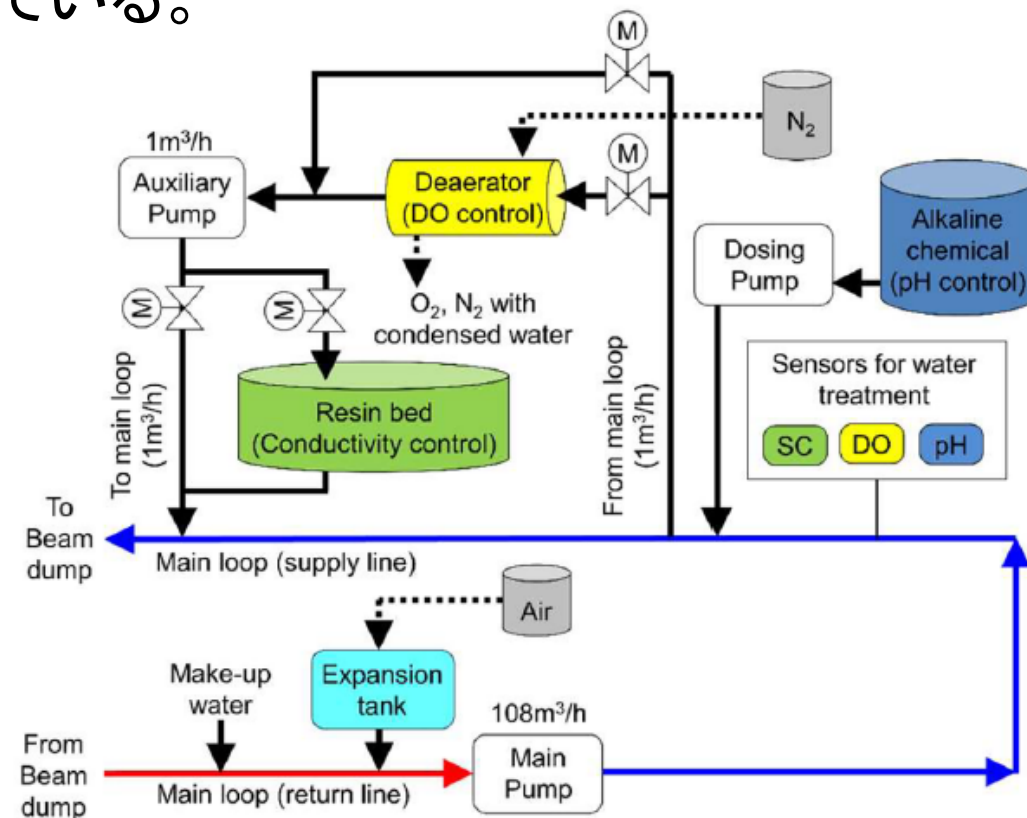 ている。
M
N₂
1m³/h
Auxiliary
Pump
M
Deaerator
(DO control)
Alkaline
chemical
(pH control)
Dosing
Pump
M
M
O₂, N₂ with
condensed water
Sensors for water
treatment
SC
DO
pH
To main loop
(1m³/h)
Resin bed
(Conductivity control)
From main loop
(1m³/h)
To
Beam
dump
Main loop (supply line)
Air
Make-up
water
Expansion
tank
108m³/h
From
Beam
dump
Main loop (return line)
Main
Pump